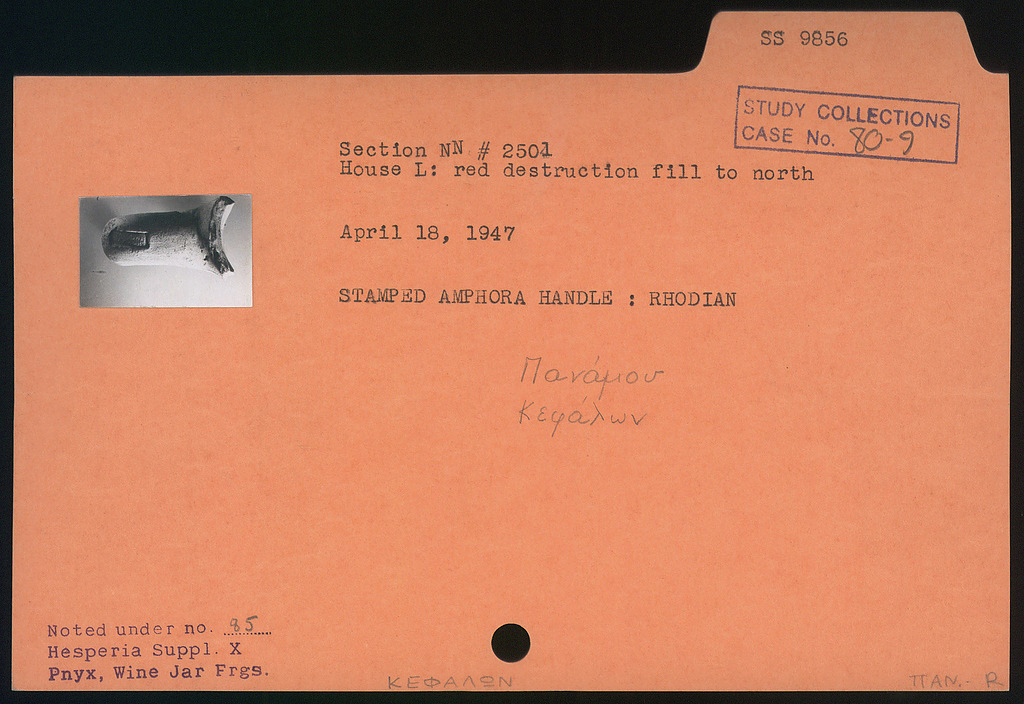 SS 9856
STUDY COLLECTIONS
CASE No. 80-9
Section NN # 2501
House L: red destruction fill to north
April 18, 1947
STAMPED AMPHORA HANDLE : RHODIAN
Πανάμου
Κεφάλων
Noted under no. 85
Hesperia Suppl. X
Pnyx, Wine Jar Frgs.
ΚΕΦΑΛΩΝ
ΠΑΝ.- R